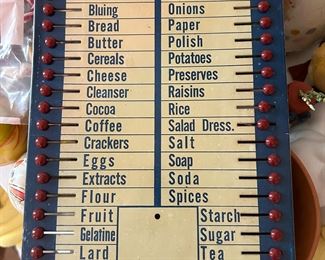 Bluing
Bread
Butter
Cereals
Cheese
Cleanser
Cocoa
Coffee
Crackers
Eggs
Extracts
Flour
Fruit
Gelatine
Lard
Onions
Paper
Polish
Potatoes
Preserves
Raisins
Rice
Salad Dress.
Salt
Soap
Soda
Spices
Starch
Sugar
Tea